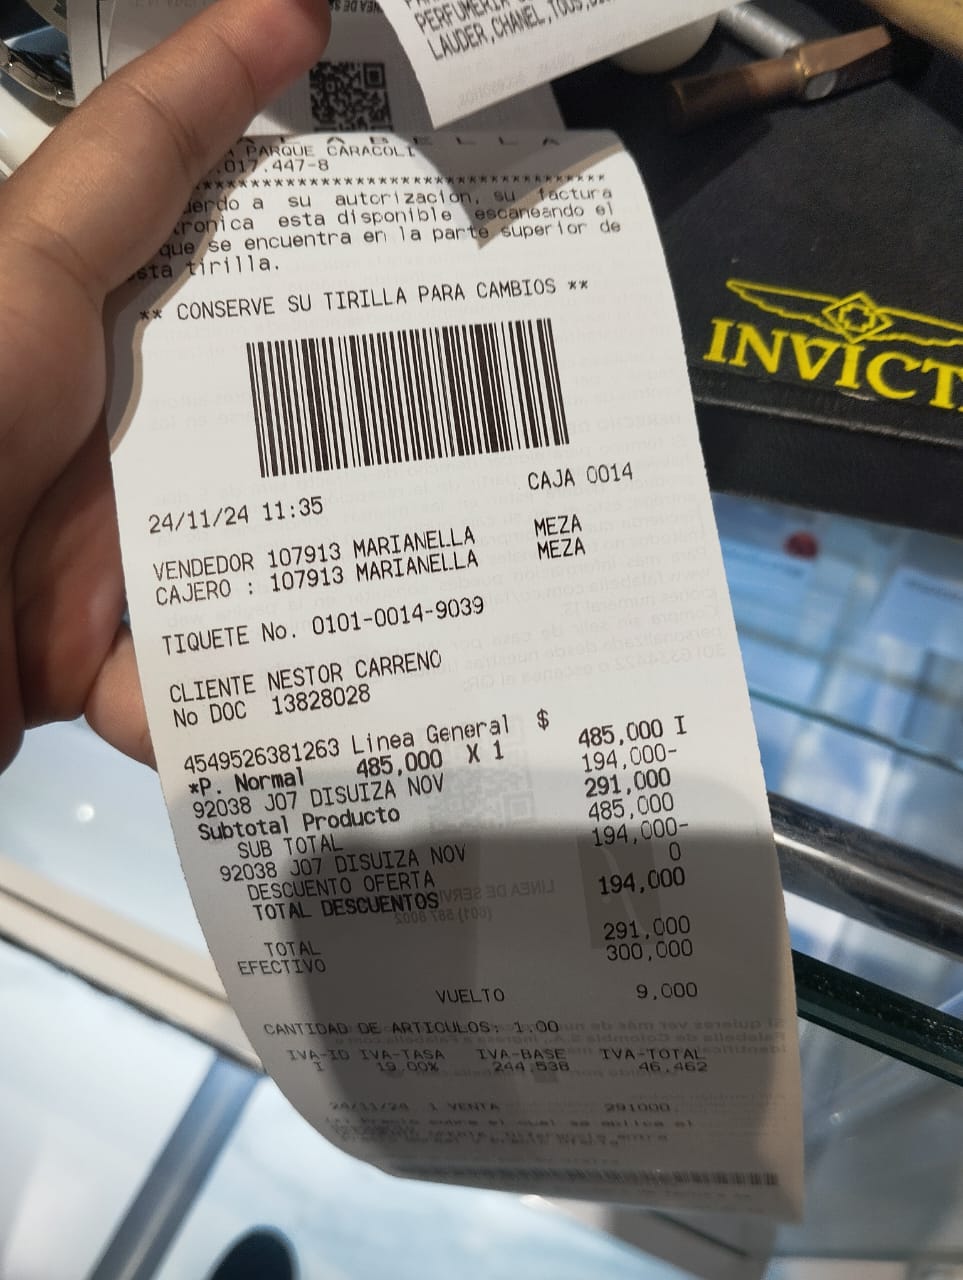 PERFUMERIA
LAUDER, CHANEL, TOUS,
A L A B E L L A
PARQUE CARACOLI
.017.447-8
****************************************
uerdo a su autorizacion, su factura
tronica esta disponible escaneando el
que se encuentra en la parte superior de
sta tirilla.
** CONSERVE SU TIRILLA PARA CAMBIOS **
INVICT
24/11/24 11:35 CAJA 0014
VENDEDOR 107913 MARIANELLA MEZA
CAJERO : 107913 MARIANELLA MEZA
TIQUETE No. 0101-0014-9039
CLIENTE NESTOR CARRENO
No DOC 13828028
4549526381263 Linea General $ 485,000 I
*P. Normal 485,000 X 1
92038 J07 DISUIZA NOV 194,000-
Subtotal Producto 291,000
SUB TOTAL 485,000
92038 J07 DISUIZA NOV 194,000-
DESCUENTO OFERTA 0
TOTAL DESCUENTOS 194,000
TOTAL 291,000
EFECTIVO 300,000
VUELTO 9,000
CANTIDAD DE ARTICULOS: 1.00
IVA-ID IVA-TASA IVA-BASE IVA-TOTAL
I 19.00% 244,538 46,462
24/11/24 1 VENTA 291000